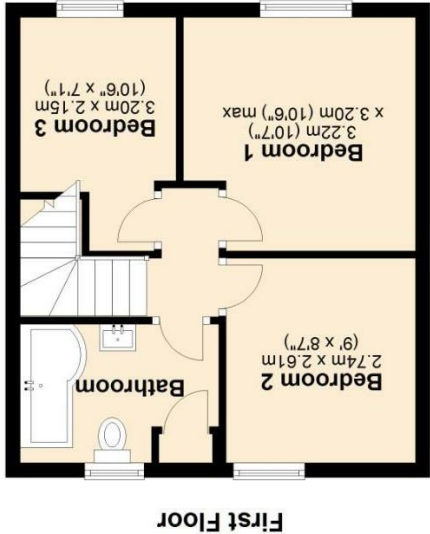 First Floor
Bedroom 2
2.74m x 2.61m
(9' x 8'7")
Bathroom
Bedroom 1
3.22m (10'7")
x 3.20m (10'6") max
Bedroom 3
3.20m x 2.15m
(10'6" x 7'1")